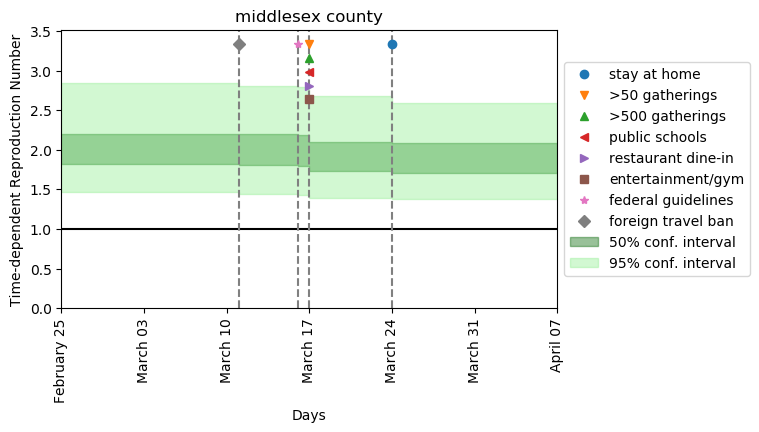 middlesex county
Time-dependent Reproduction Number
3.5
3.0
2.5
2.0
1.5
1.0
0.5
0.0
February 25
March 03
March 10
March 17
March 24
March 31
April 07
Days
stay at home
>50 gatherings
>500 gatherings
public schools
restaurant dine-in
entertainment/gym
federal guidelines
foreign travel ban
50% conf. interval
95% conf. interval